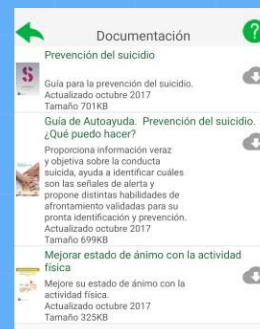 Documentación
?
Prevención del suicidio
Guía para la prevención del suicidio.
Actualizado octubre 2017
Tamaño 701KB
Guía de Autoayuda. Prevención del suicidio.
¿Qué puedo hacer?
Proporciona información veraz
y objetiva sobre la conducta
suicida, ayuda a identificar cuáles
son las señales de alerta y
propone distintas habilidades de
afrontamiento validadas para su
pronta identificación y prevención.
Actualizado octubre 2017
Tamaño 699KB
Mejorar estado de ánimo con la actividad
física
Mejore su estado de ánimo con la
actividad física.
Actualizado octubre 2017
Tamaño 325KB